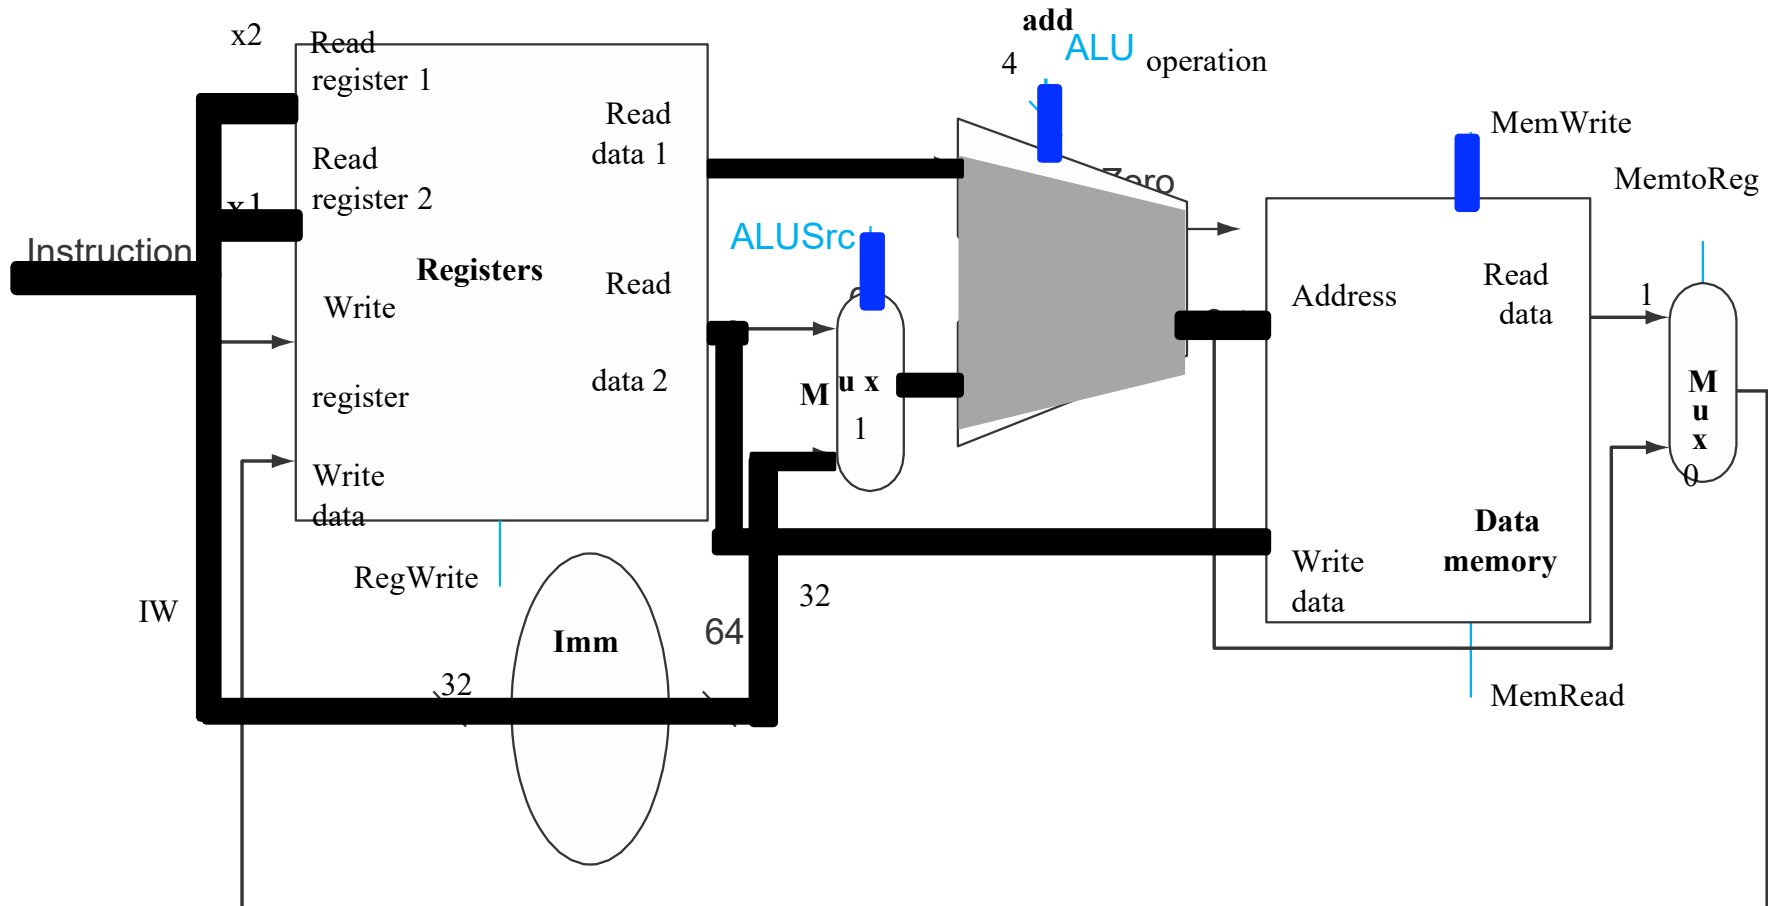 add
x2
Read
ALU
4
operation
register 1
Read
MemWrite
data 1
Read
Zero
MemtoReg
register 2
x1
ALUSrc
Instruction
Registers
Read
Read
Address
1
Write
data
data 2
M
u x
M
u
x
register
1
0
Write
data
Data
memory
RegWrite
Write
data
32
IW
64
Imm
32
MemRead